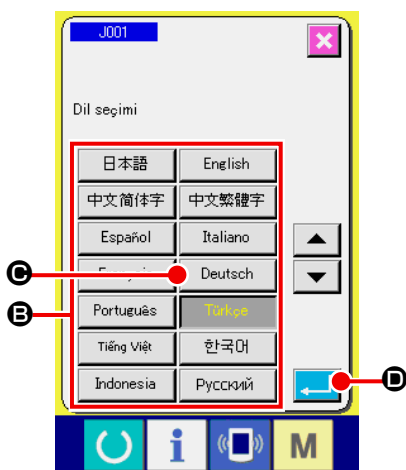 J001
Dil seçimi
日本語 English
中文简体字 中文繁體字
Español Italiano
C Deutsch
B
Português Türkçe
Tiếng Việt 한국어
Indonesia Русский
D
i M